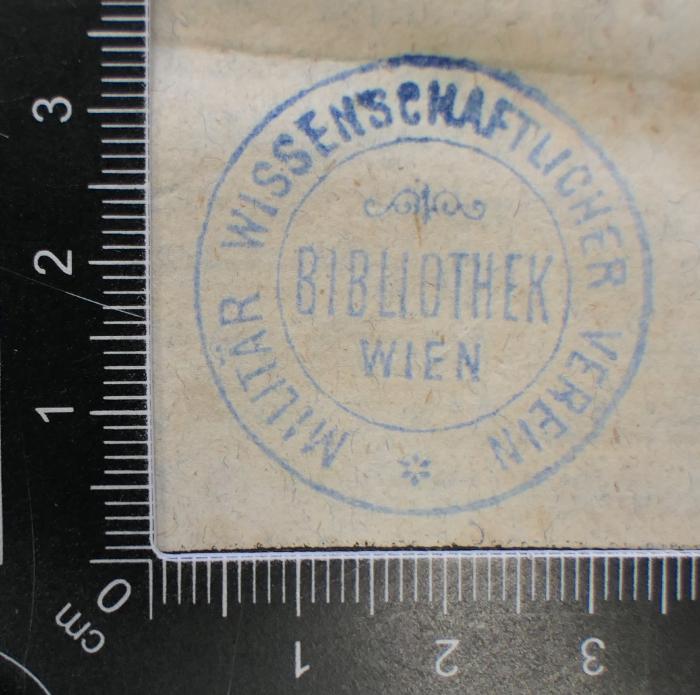 MILITÄR WISSENSCHAFTLICHER VEREIN
BIBLIOTHEK
WIEN
*
3
2
1
0
cm
1
2
3